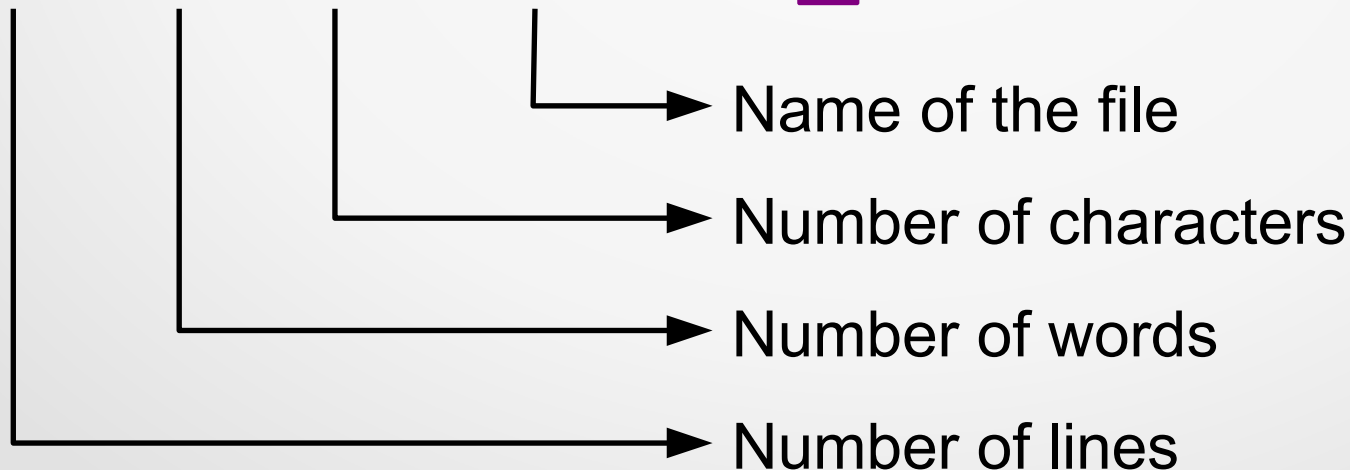 Name of the file
Number of characters
Number of words
Number of lines